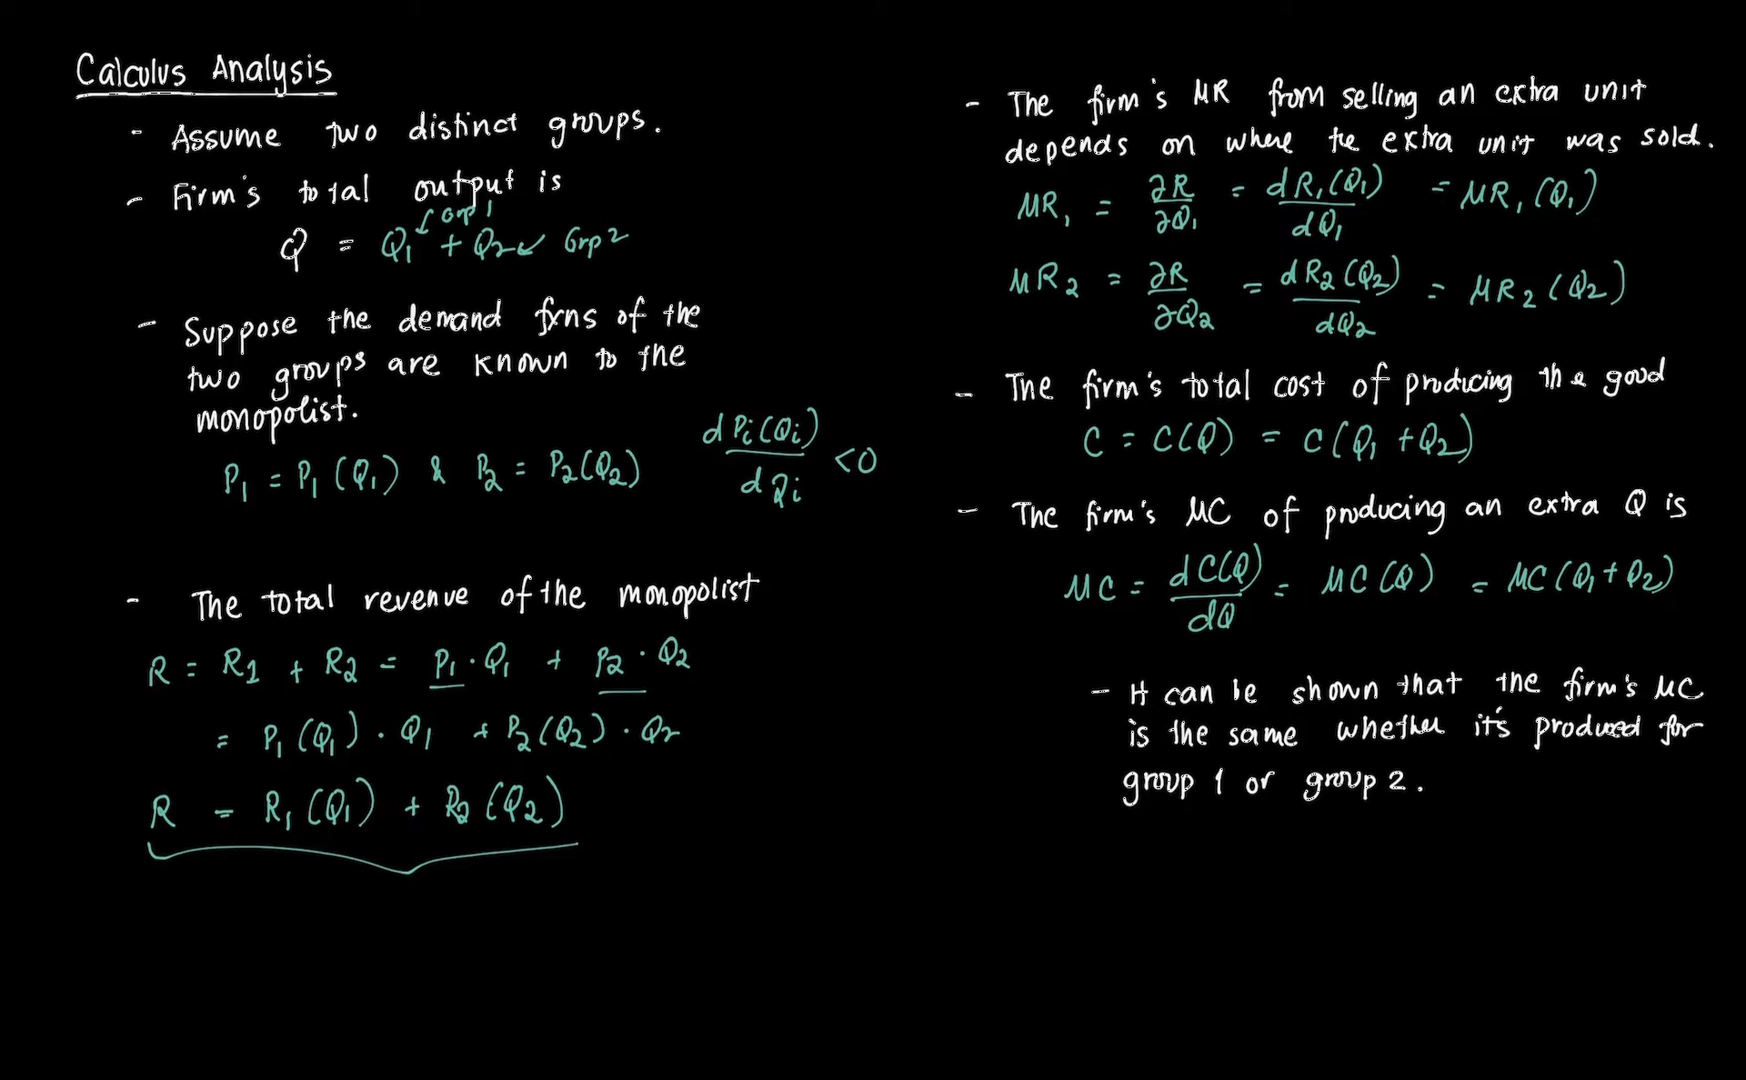 Calculus Analysis
- Assume two distinct groups.
- Firm's total output is
↙ Grp 1
Q = Q₁ + Q₂ ↙ Grp 2
- Suppose the demand fxns of the
two groups are known to the
monopolist.
P₁ = P₁(Q₁) & P₂ = P₂(Q₂) dPi(Qi)/dQi < 0
- The total revenue of the monopolist
R = R₁ + R₂ = P₁ · Q₁ + P₂ · Q₂
= P₁(Q₁) · Q₁ + P₂(Q₂) · Q₂
R = R₁(Q₁) + R₂(Q₂)
- The firm's MR from selling an extra unit
depends on where the extra unit was sold.
MR₁ = ∂R/∂Q₁ = dR₁(Q₁)/dQ₁ = MR₁(Q₁)
MR₂ = ∂R/∂Q₂ = dR₂(Q₂)/dQ₂ = MR₂(Q₂)
- The firm's total cost of producing the good
C = C(Q) = C(Q₁ + Q₂)
- The firm's MC of producing an extra Q is
MC = dC(Q)/dQ = MC(Q) = MC(Q₁ + Q₂)
- It can be shown that the firm's MC
is the same whether it's produced for
group 1 or group 2.